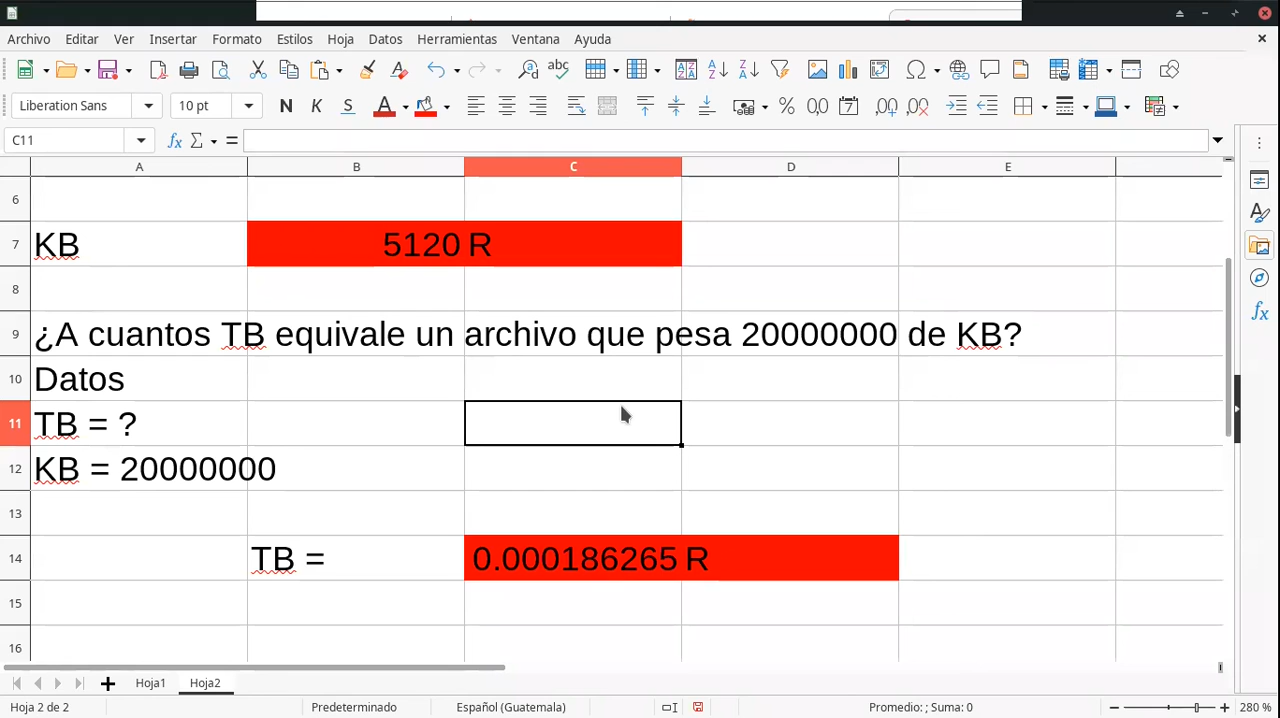 Archivo Editar Ver Insertar Formato Estilos Hoja Datos Herramientas Ventana Ayuda
Liberation Sans 10 pt N K S
C11
A B C D E
6
7 KB 5120 R
8
9 ¿A cuantos TB equivale un archivo que pesa 20000000 de KB?
10 Datos
11 TB = ?
12 KB = 20000000
13
14 TB = 0.000186265 R
15
16
Hoja1 Hoja2
Hoja 2 de 2 Predeterminado Español (Guatemala) Promedio: ; Suma: 0 280 %